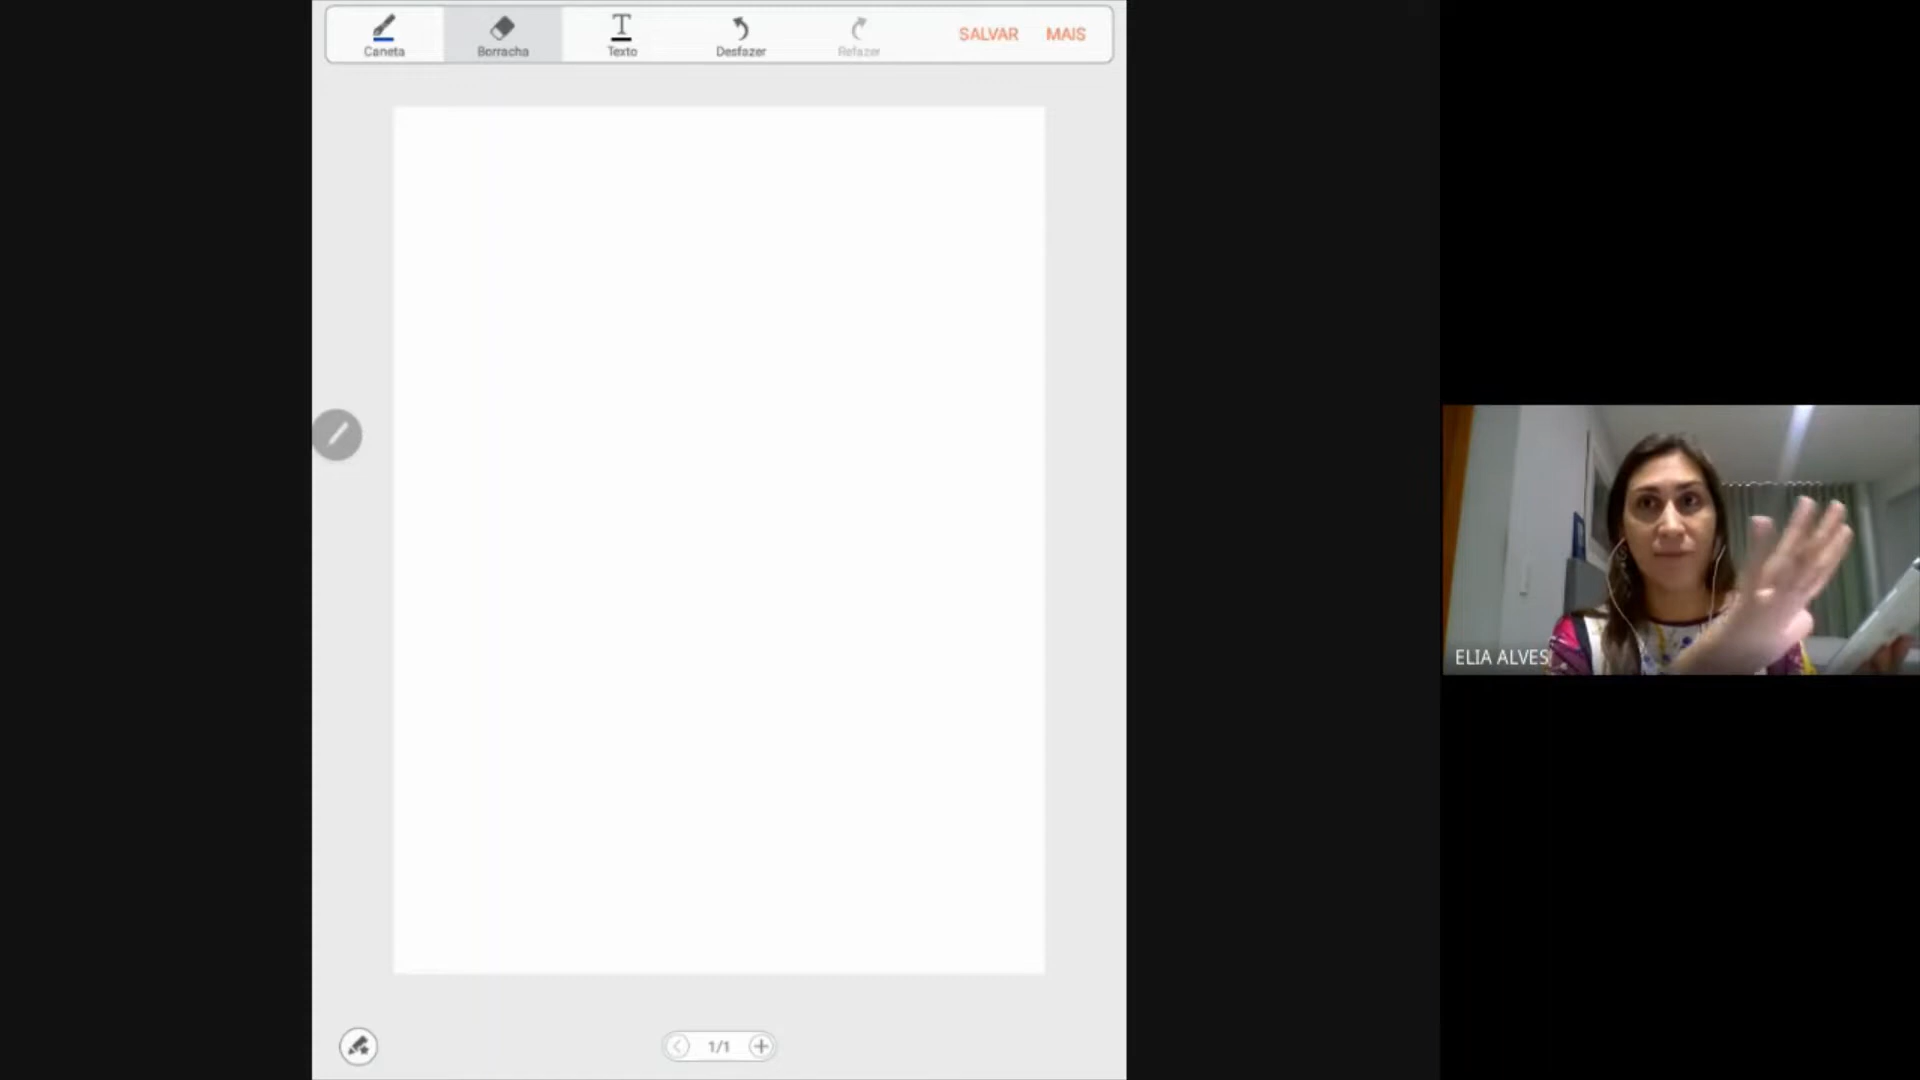 Caneta
Borracha
Texto
Desfazer
Refazer
SALVAR
MAIS
1/1
ELIA ALVES